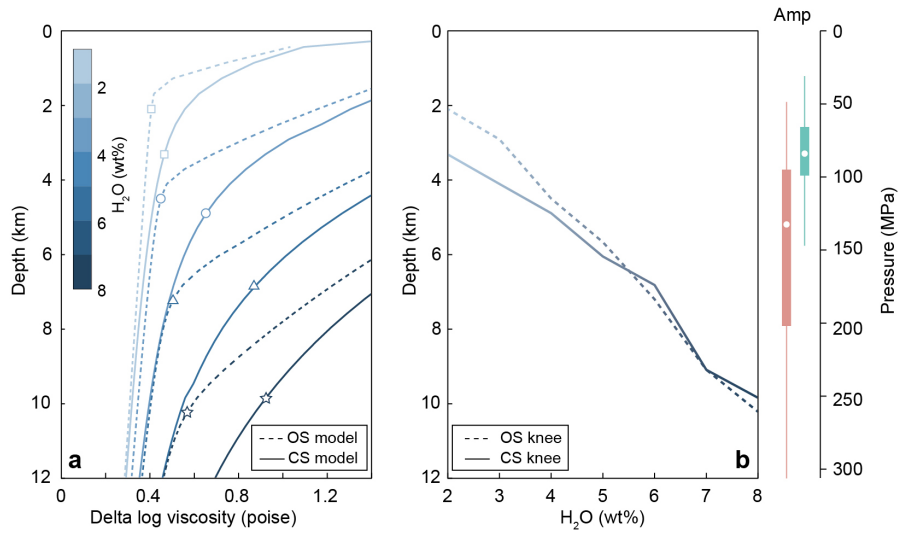 Amp
0
2
4
6
8
10
12
Depth (km)
2
4
6
8
H2O (wt%)
OS model
CS model
a
0
0.4
0.8
1.2
Delta log viscosity (poise)
0
2
4
6
8
10
12
Depth (km)
OS knee
CS knee
b
2
3
4
5
6
7
8
H2O (wt%)
0
50
100
150
200
250
300
Pressure (MPa)